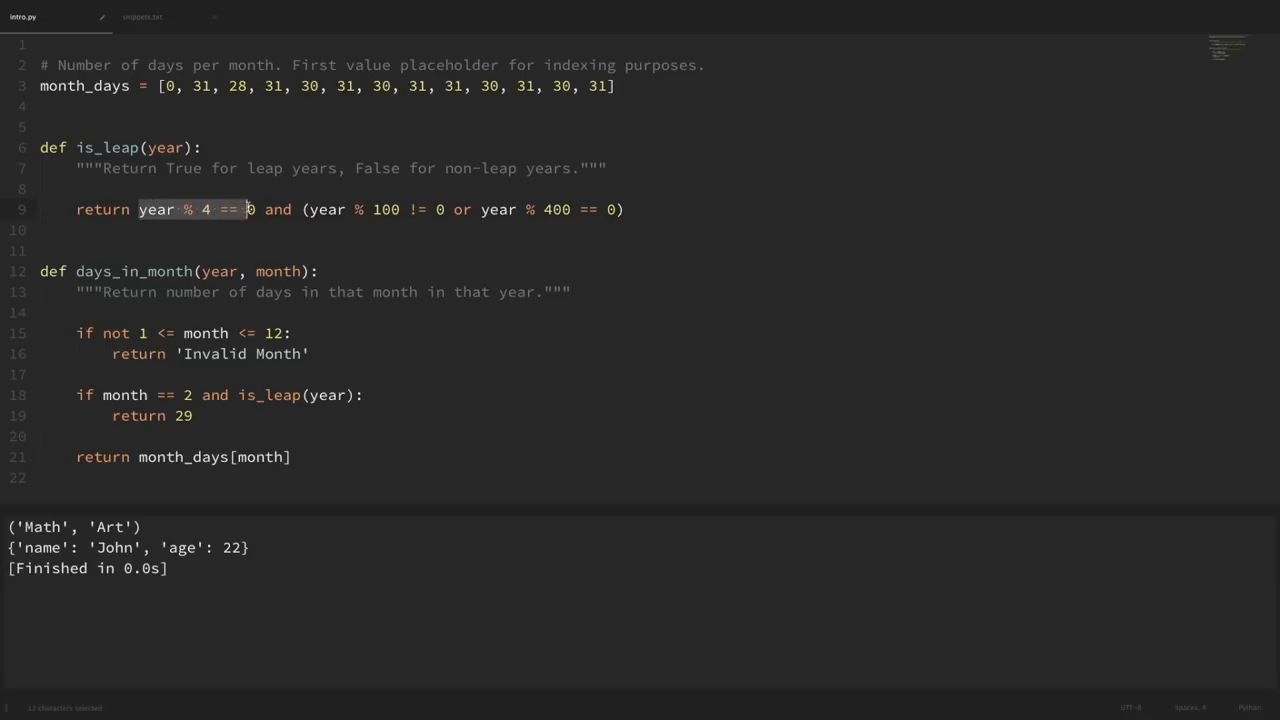 intro.py
snippets.txt
1
2 # Number of days per month. First value placeholder for indexing purposes.
3 month_days = [0, 31, 28, 31, 30, 31, 30, 31, 31, 30, 31, 30, 31]
4
5
6 def is_leap(year):
7 """Return True for leap years, False for non-leap years."""
8
9 return year % 4 == 0 and (year % 100 != 0 or year % 400 == 0)
10
11
12 def days_in_month(year, month):
13 """Return number of days in that month in that year."""
14
15 if not 1 <= month <= 12:
16 return 'Invalid Month'
17
18 if month == 2 and is_leap(year):
19 return 29
20
21 return month_days[month]
22
('Math', 'Art')
{'name': 'John', 'age': 22}
[Finished in 0.0s]
12 characters selected
UTF-8
Spaces: 4
Python